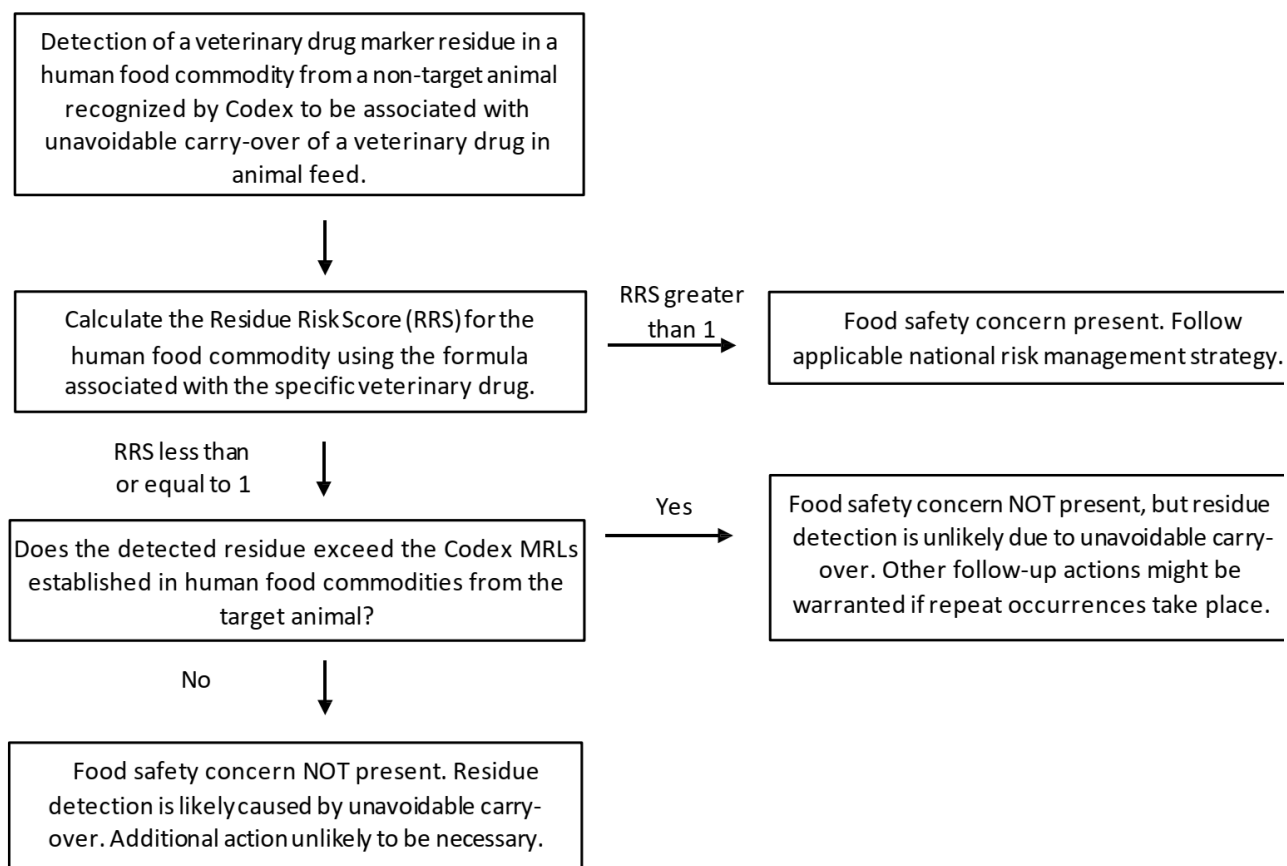 Detection of a veterinary drug marker residue in a
human food commodity from a non-target animal
recognized by Codex to be associated with
unavoidable carry-over of a veterinary drug in
animal feed.
Calculate the Residue Risk Score (RRS) for the
human food commodity using the formula
associated with the specific veterinary drug.
RRS greater
than 1
Food safety concern present. Follow
applicable national risk management strategy.
RRS less than
or equal to 1
Does the detected residue exceed the Codex MRLs
established in human food commodities from the
target animal?
Yes
Food safety concern NOT present, but residue
detection is unlikely due to unavoidable carry-
over. Other follow-up actions might be
warranted if repeat occurrences take place.
No
Food safety concern NOT present. Residue
detection is likely caused by unavoidable carry-
over. Additional action unlikely to be necessary.